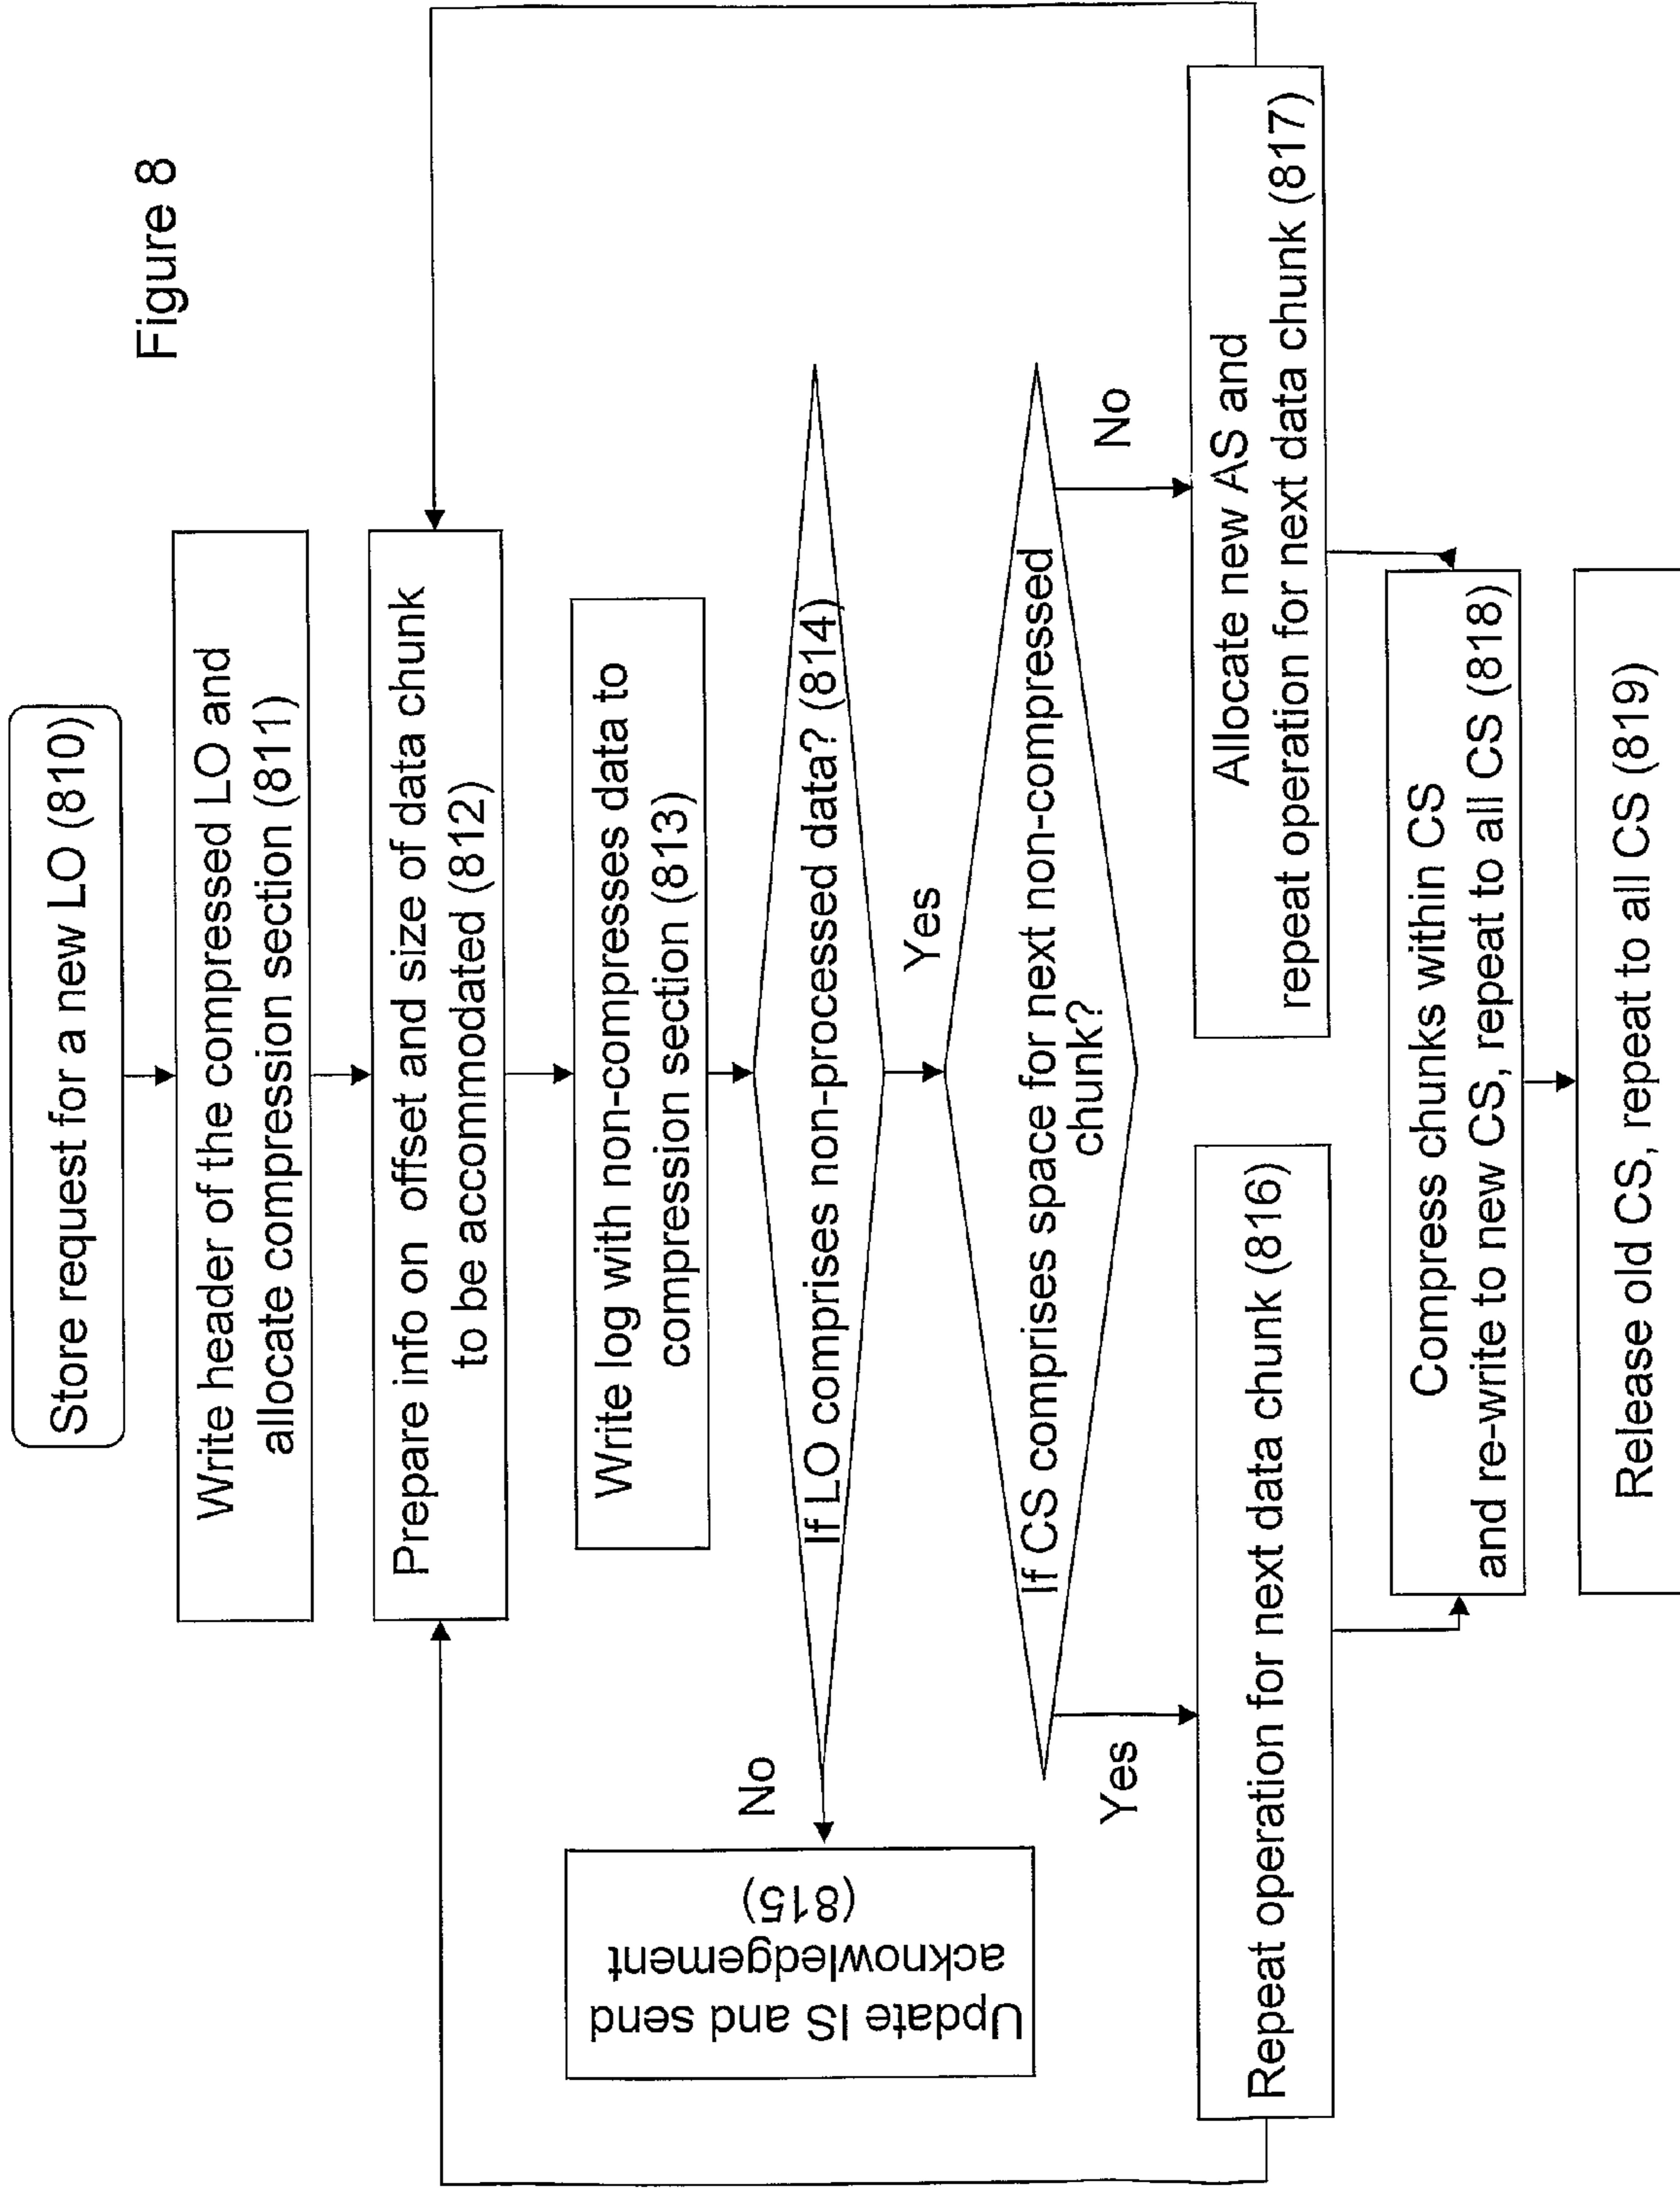 Figure 8
Store request for a new LO (810)
Write header of the compressed LO and
allocate compression section (811)
Prepare info on offset and size of data chunk
to be accommodated (812)
Write log with non-compresses data to
compression section (813)
If LO comprises non-processed data? (814)
No
Update IS and send
acknowledgement
(815)
Yes
If CS comprises space for next non-compressed
chunk?
Yes
No
Repeat operation for next data chunk (816)
Allocate new AS and
repeat operation for next data chunk (817)
Compress chunks within CS
and re-write to new CS, repeat to all CS (818)
Release old CS, repeat to all CS (819)